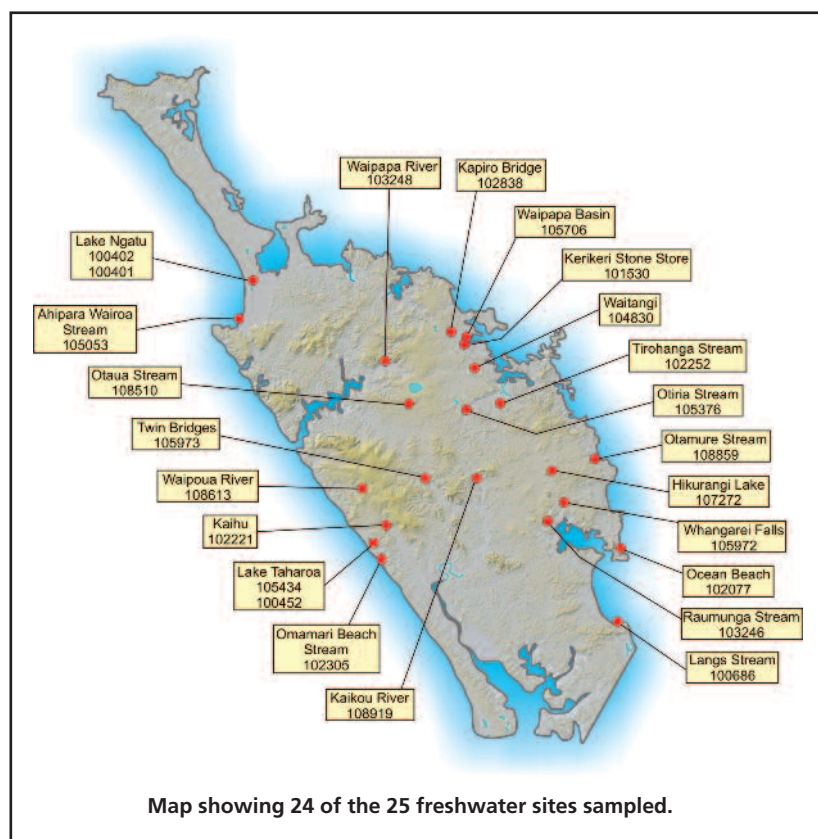 Waipapa River
103248
Kapiro Bridge
102838
Waipapa Basin
105706
Kerikeri Stone Store
101530
Waitangi
104830
Tirohanga Stream
102252
Otiria Stream
105376
Olamure Stream
108859
Hikurangi Lake
107272
Whangarei Falls
105972
Ocean Beach
102077
Raumunga Stream
103246
Langs Stream
100686
Lake Ngatu
100402
100401
Ahipara Wairoa
Stream
105053
Otaua Stream
108510
Twin Bridges
105973
Waipoua River
108613
Kaihu
102221
Lake Taharoa
105434
100452
Omamari Beach
Stream
102305
Kaikou River
108919
Map showing 24 of the 25 freshwater sites sampled.